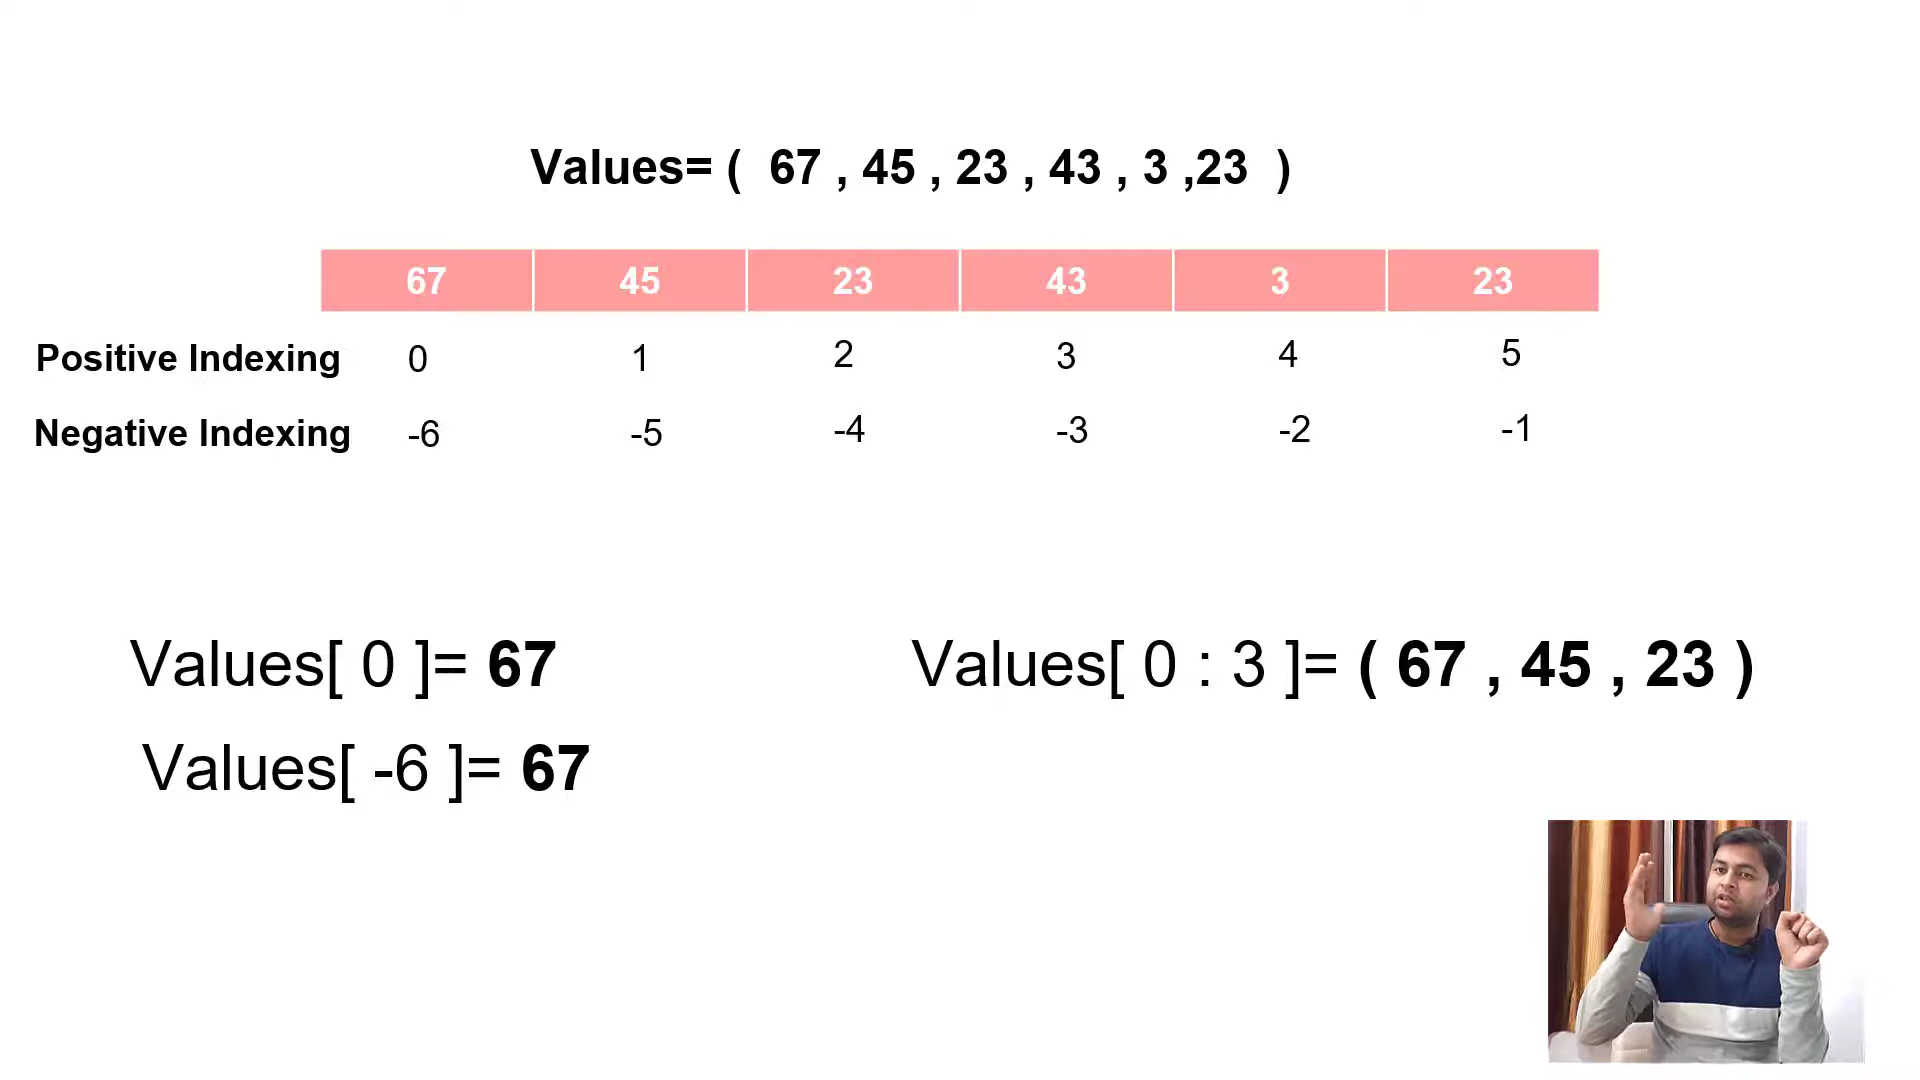 Values= ( 67 , 45 , 23 , 43 , 3 ,23 )
67 45 23 43 3 23
Positive Indexing 0 1 2 3 4 5
Negative Indexing -6 -5 -4 -3 -2 -1
Values[ 0 ]= 67
Values[ 0 : 3 ]= ( 67 , 45 , 23 )
Values[ -6 ]= 67